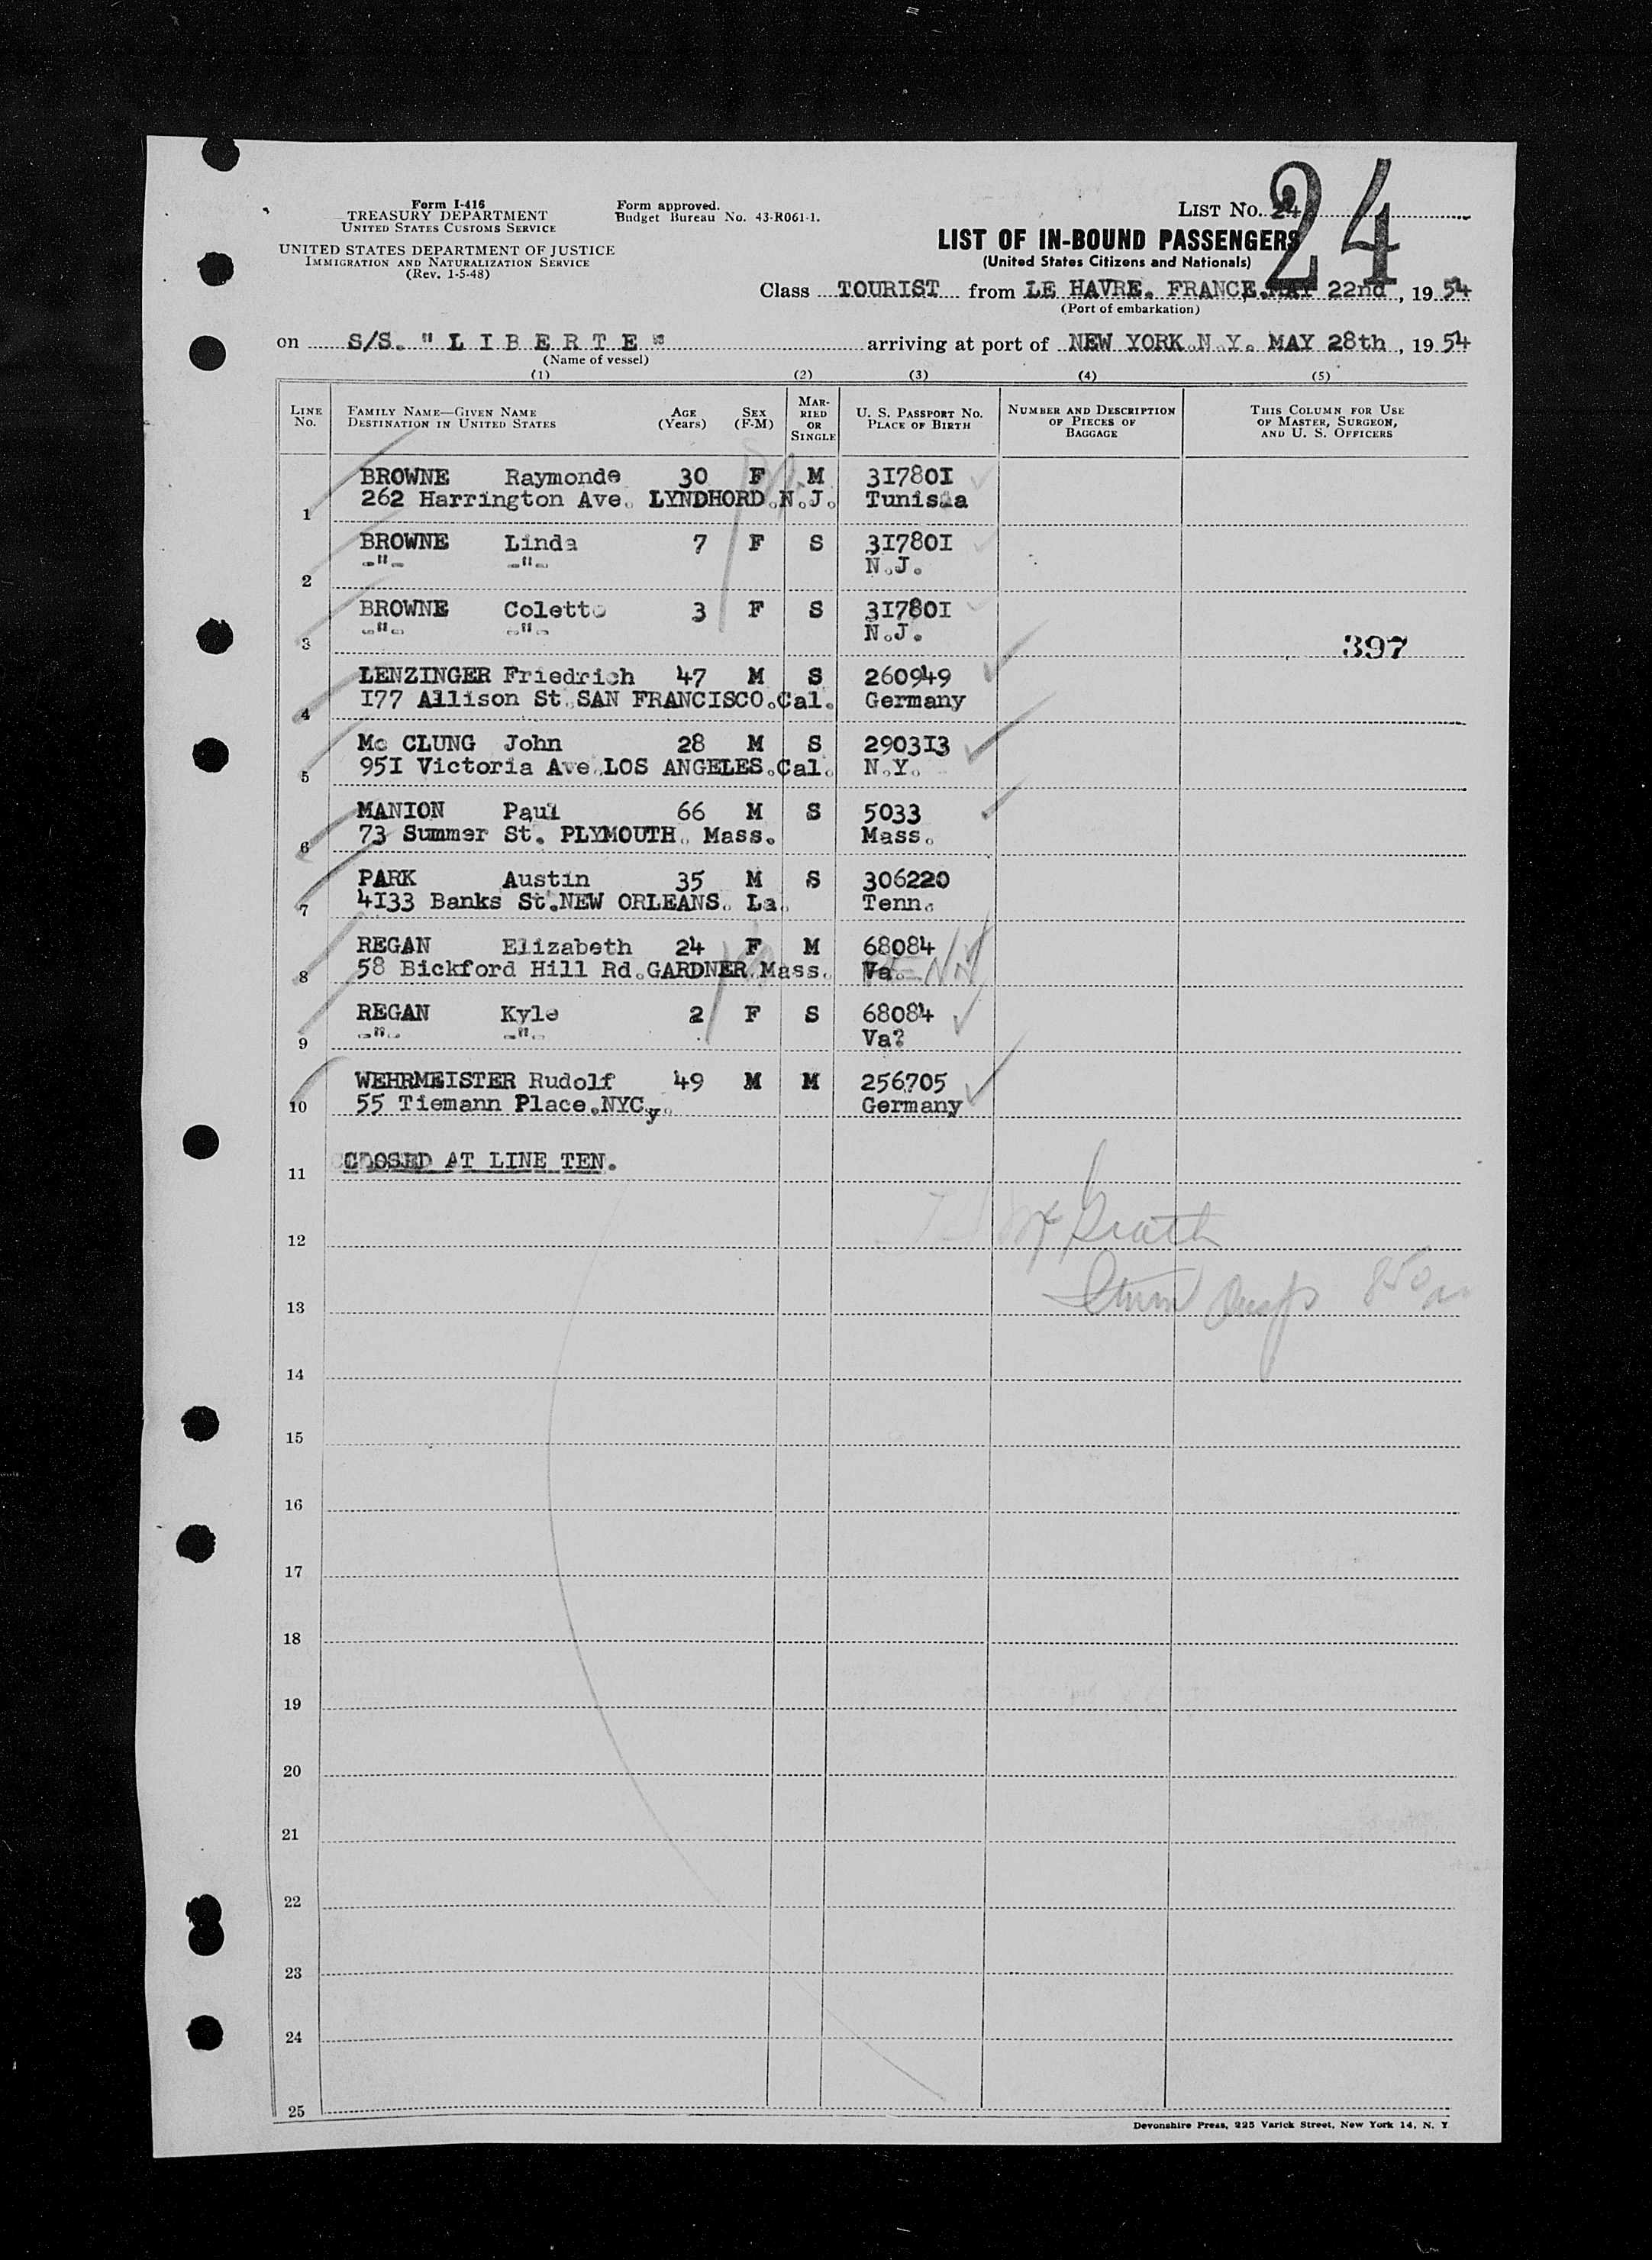 24
Form I-416
TREASURY DEPARTMENT
UNITED STATES CUSTOMS SERVICE
UNITED STATES DEPARTMENT OF JUSTICE
IMMIGRATION AND NATURALIZATION SERVICE
(Rev. 1-5-48)
Form approved.
Budget Bureau No. 43-R061-1.
LIST NO. 24
LIST OF IN-BOUND PASSENGERS
(United States Citizens and Nationals)
Class TOURIST from LE HAVRE. FRANCE. MAY 22nd, 1954
(Port of embarkation)
on S/S. "LIBERTE" arriving at port of NEW YORK.N.Y. MAY 28th, 1954
(Name of vessel)
(1) (2) (3) (4) (5)
LINE No. FAMILY NAME—GIVEN NAME DESTINATION IN UNITED STATES AGE (Years) SEX (F-M) MARRIED OR SINGLE U. S. PASSPORT NO. PLACE OF BIRTH NUMBER AND DESCRIPTION OF PIECES OF BAGGAGE THIS COLUMN FOR USE OF MASTER, SURGEON, AND U. S. OFFICERS
BROWNE Raymonde 30 F M 317801
1 262 Harrington Ave. LYNDHORD.N.J. Tunisia
BROWNE Linda 7 F S 317801
2 -"- -"- N.J.
BROWNE Colette 3 F S 317801
3 -"- -"- N.J.
397
LENZINGER Friedrich 47 M S 260949
4 177 Allison St.SAN FRANCISCO.Cal. Germany
Mc CLUNG John 28 M S 290313
5 951 Victoria Ave.LOS ANGELES.Cal. N.Y.
MANION Paul 66 M S 5033
6 73 Summer St. PLYMOUTH. Mass. Mass.
PARK Austin 35 M S 306220
7 4133 Banks St.NEW ORLEANS. La. Tenn.
REGAN Elizabeth 24 F M 68084
8 58 Bickford Hill Rd.GARDNER.Mass. Va.
REGAN Kyle 2 F S 68084
9 -"- -"- Va?
WEHRMEISTER Rudolf 49 M M 256705
10 55 Tiemann Place.NYCy. Germany
11 CLOSED AT LINE TEN.
12
13
14
15
16
17
18
19
20
21
22
23
24
25
Devonshire Press, 225 Varick Street, New York 14, N. Y